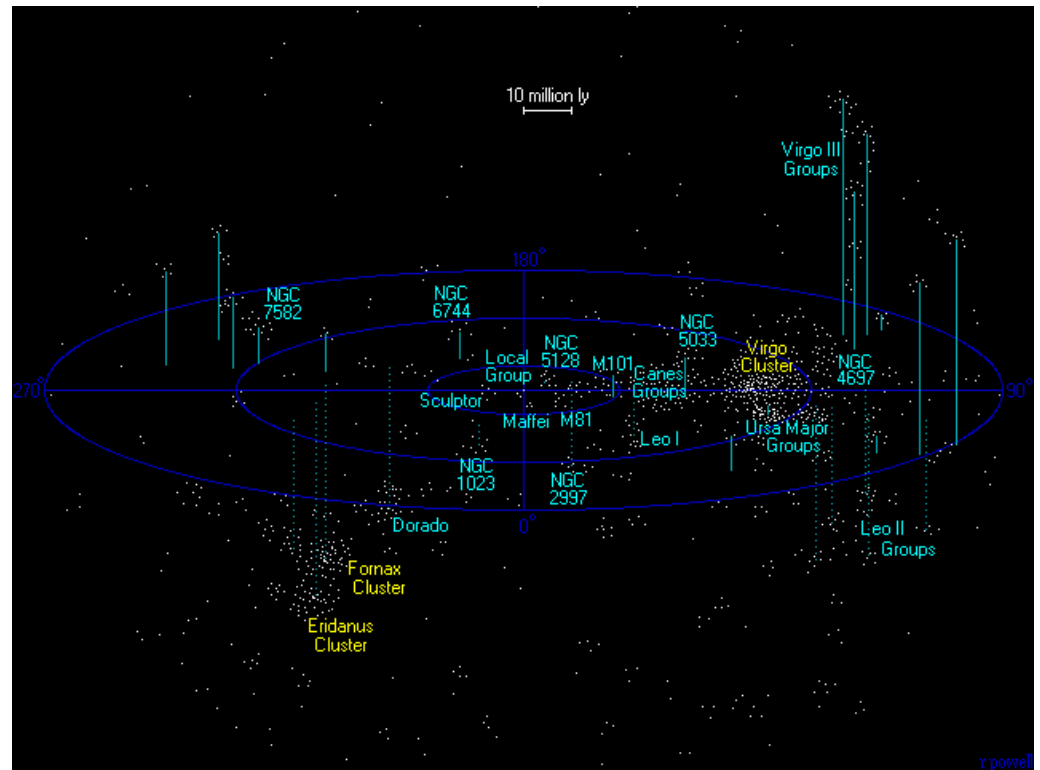 10 million ly
Virgo III
Groups
180°
NGC
7582
NGC
6744
NGC
5033
NGC
5128
Virgo
Cluster
Local
Group
M101
Canes
Groups
NGC
4697
270°
90°
Sculptor
Maffei
M81
Ursa Major
Groups
Leo I
NGC
1023
NGC
2997
Dorado
0°
Leo II
Groups
Fornax
Cluster
Eridanus
Cluster
r powell